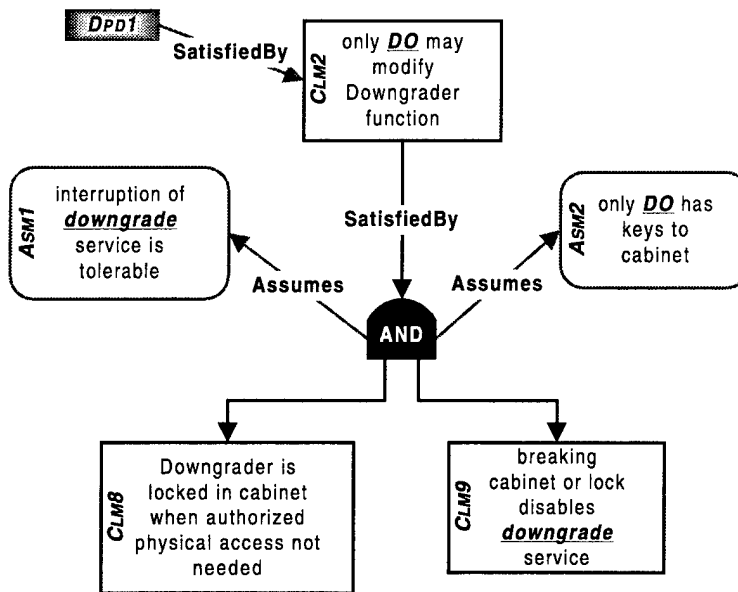 DPD1
SatisfiedBy
CLM2
only DO may
modify
Downgrader
function
ASM1
interruption of
downgrade
service is
tolerable
SatisfiedBy
ASM2
only DO has
keys to
cabinet
Assumes
Assumes
AND
CLM8
Downgrader is
locked in cabinet
when authorized
physical access not
needed
CLM9
breaking
cabinet or lock
disables
downgrade
service